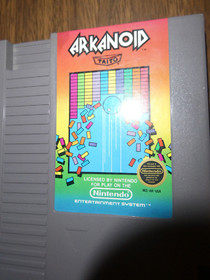 ARKANOID
TAITO
LICENSED BY NINTENDO
FOR PLAY ON THE
Nintendo
ENTERTAINMENT SYSTEM